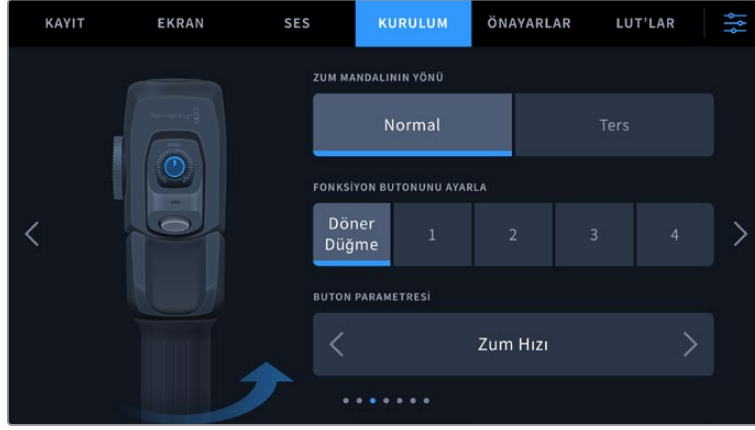 KAYIT EKRAN SES KURULUM ÖNAYARLAR LUT'LAR
ZUM MANDALININ YÖNÜ
Normal Ters
FONKSİYON BUTONUNU AYARLA
Döner
Düğme 1 2 3 4
BUTON PARAMETRESİ
Zum Hızı